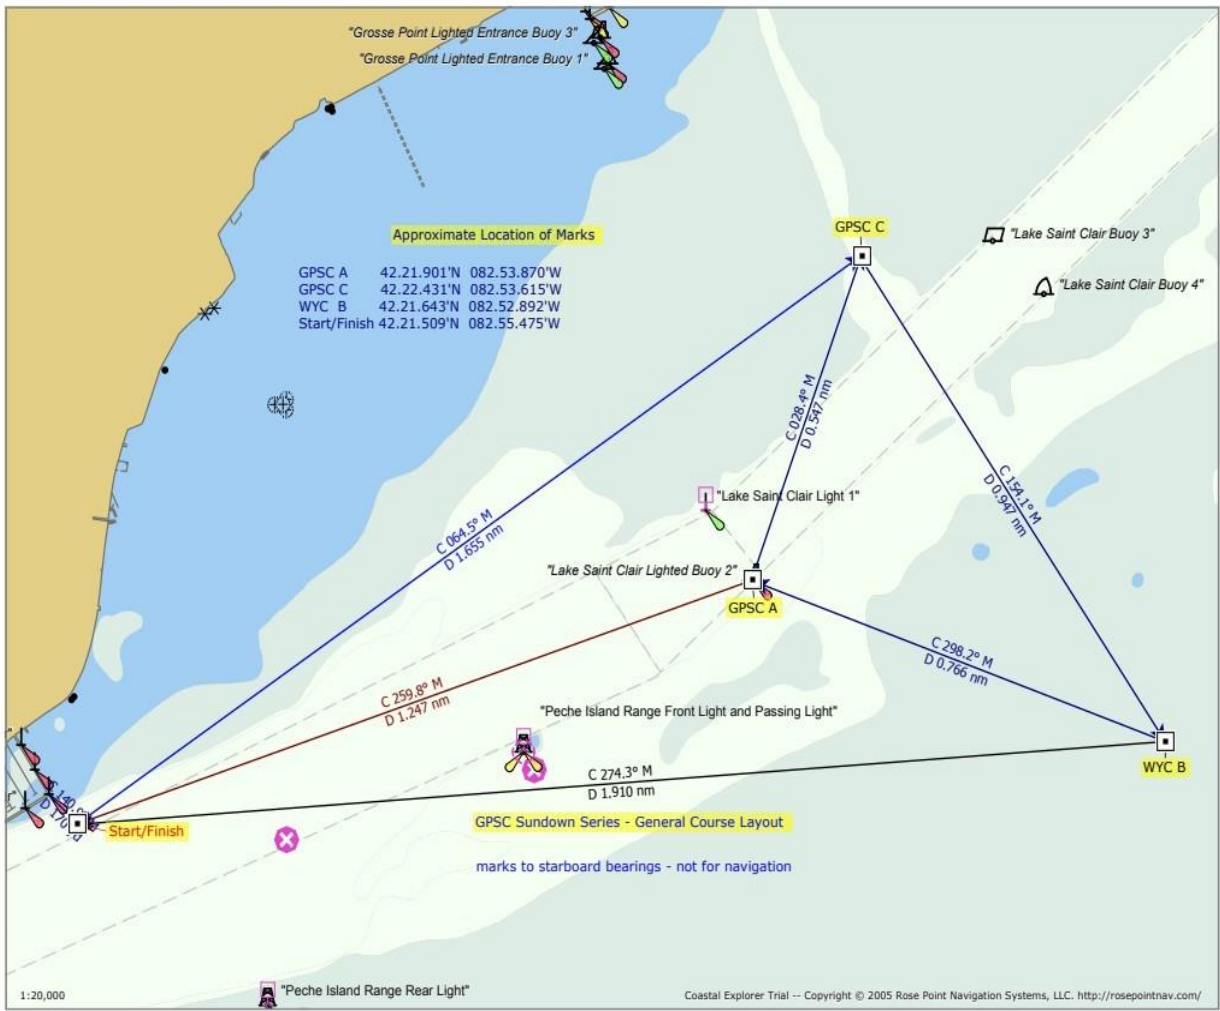 "Grosse Point Lighted Entrance Buoy 3"
"Grosse Point Lighted Entrance Buoy 1"
Approximate Location of Marks
GPSC A 42.21.901'N 082.53.870'W
GPSC C 42.22.431'N 082.53.615'W
WYC B 42.21.643'N 082.52.892'W
Start/Finish 42.21.509'N 082.55.475'W
GPSC C
"Lake Saint Clair Buoy 3"
"Lake Saint Clair Buoy 4"
C 028.4° M
D 0.547 nm
C 154.1° M
D 0.947 nm
"Lake Saint Clair Light 1"
C 064.5° M
D 1.655 nm
"Lake Saint Clair Lighted Buoy 2"
GPSC A
C 298.2° M
D 0.766 nm
C 259.8° M
D 1.247 nm
"Peche Island Range Front Light and Passing Light"
WYC B
C 274.3° M
D 1.910 nm
Start/Finish
GPSC Sundown Series - General Course Layout
marks to starboard bearings - not for navigation
"Peche Island Range Rear Light"
1:20,000
Coastal Explorer Trial -- Copyright © 2005 Rose Point Navigation Systems, LLC. http://rosepointnav.com/